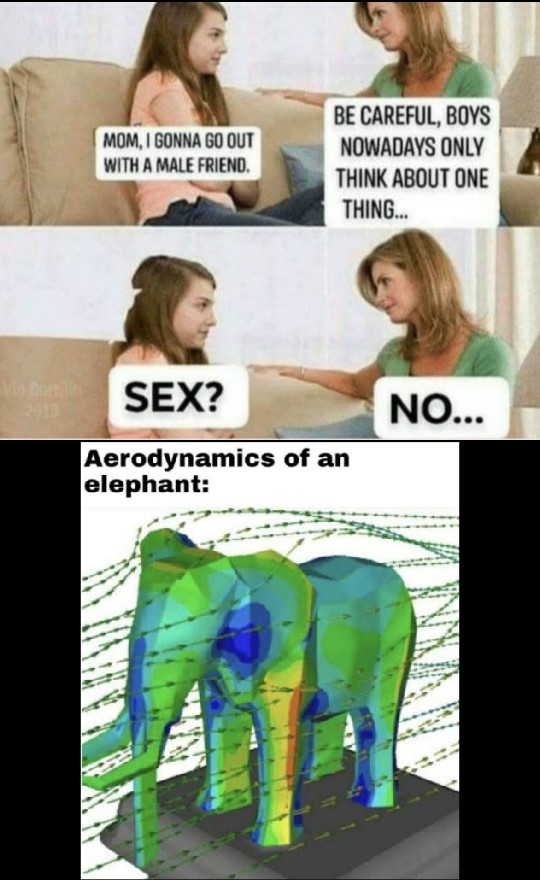 MOM, I GONNA GO OUT
WITH A MALE FRIEND.
BE CAREFUL, BOYS
NOWADAYS ONLY
THINK ABOUT ONE
THING...
SEX?
NO...
Aerodynamics of an
elephant: